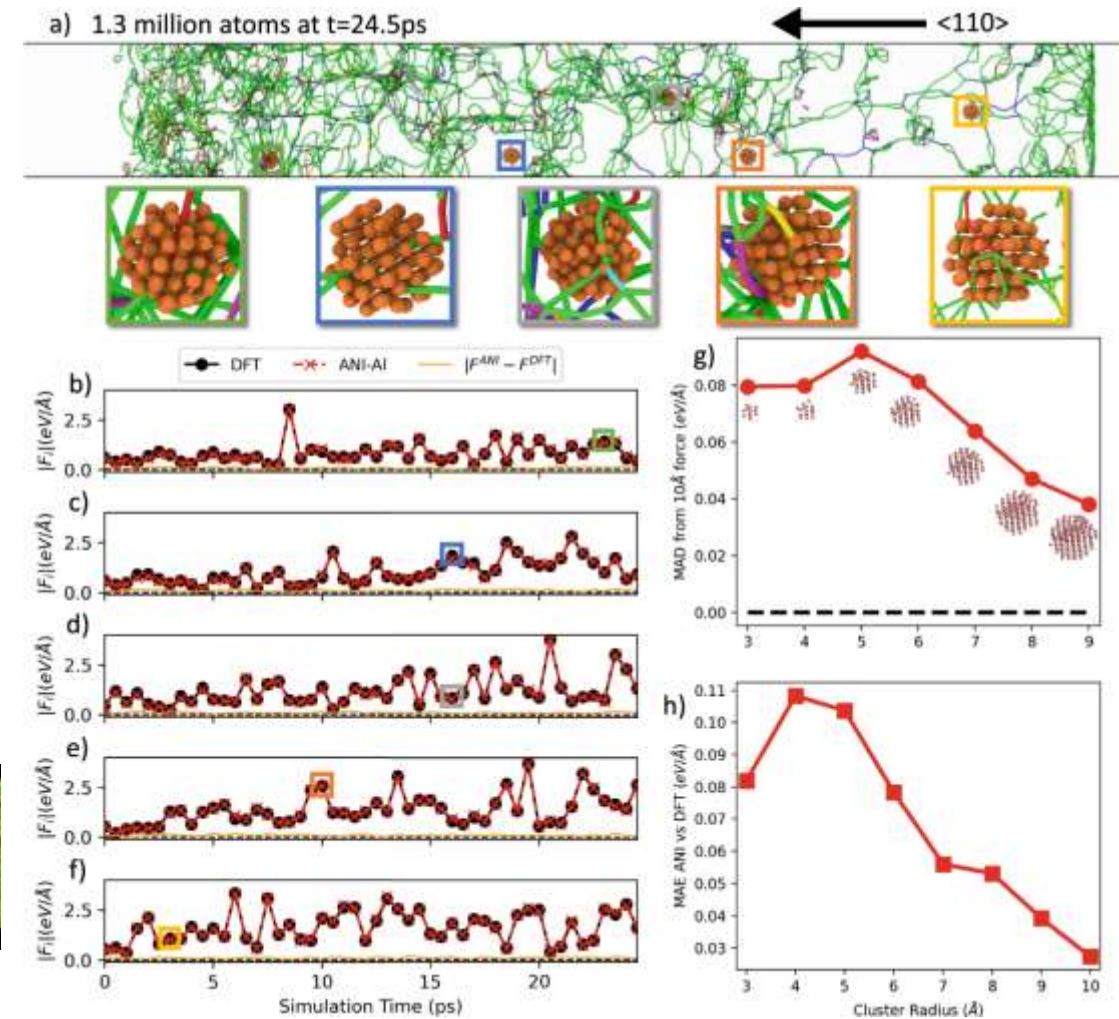 a) 1.3 million atoms at t=24.5ps
<110>
DFT
ANI-AI
|F^ANI − F^DFT|
b)
|F_i|(eV/Å)
2.5
0.0
c)
|F_i|(eV/Å)
2.5
0.0
d)
|F_i|(eV/Å)
2.5
0.0
e)
|F_i|(eV/Å)
2.5
0.0
f)
|F_i|(eV/Å)
2.5
0.0
0 5 10 15 20
Simulation Time (ps)
g)
MAD from 10Å force (eV/Å)
0.08
0.06
0.04
0.02
0.00
3 4 5 6 7 8 9
h)
MAE ANI vs DFT (eV/Å)
0.11
0.10
0.09
0.08
0.07
0.06
0.05
0.04
0.03
3 4 5 6 7 8 9 10
Cluster Radius (Å)